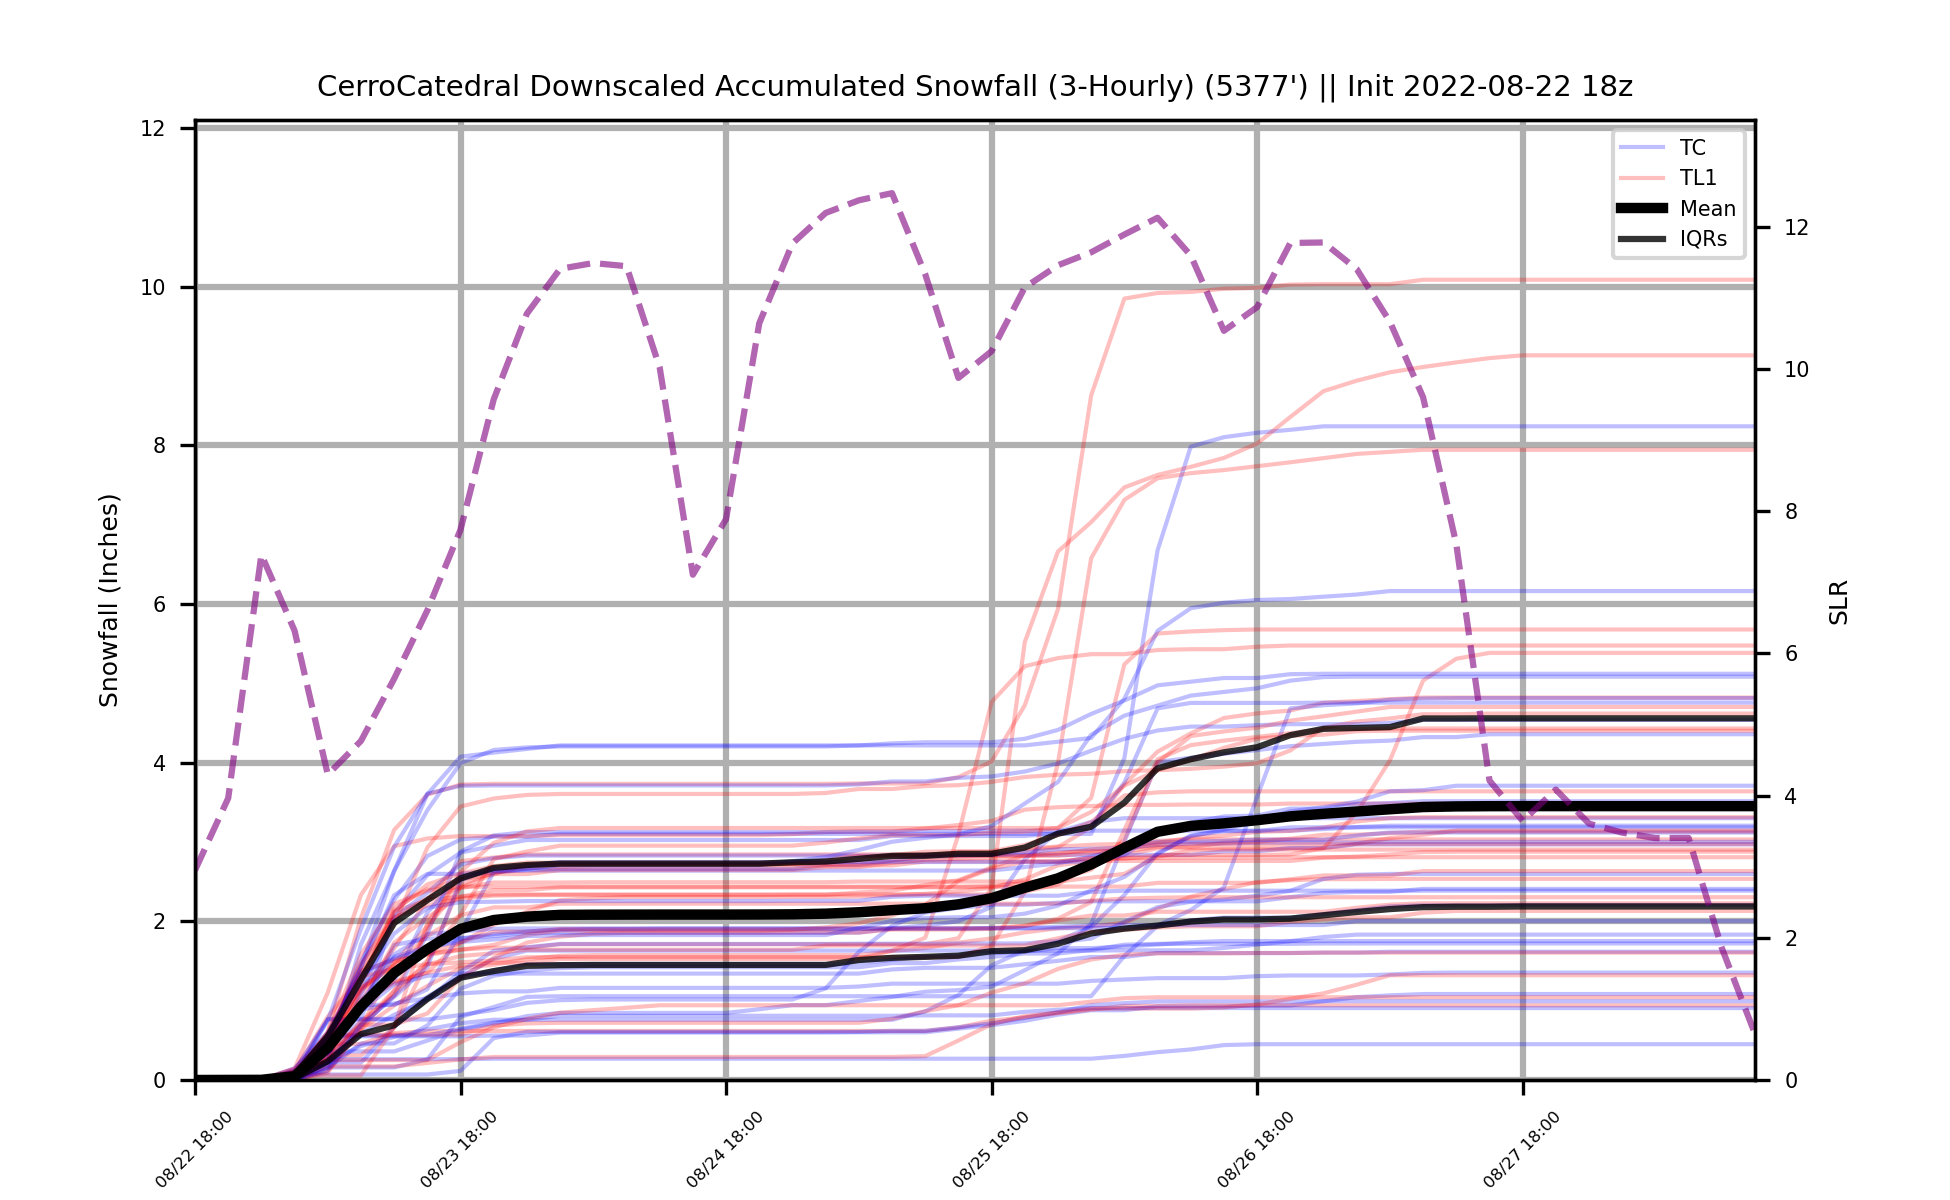 CerroCatedral Downscaled Accumulated Snowfall (3-Hourly) (5377') || Init 2022-08-22 18z
TC
TL1
Mean
IQRs
Snowfall (Inches)
12
10
8
6
4
2
0
SLR
12
10
8
6
4
2
0
08/22 18:00
08/23 18:00
08/24 18:00
08/25 18:00
08/26 18:00
08/27 18:00